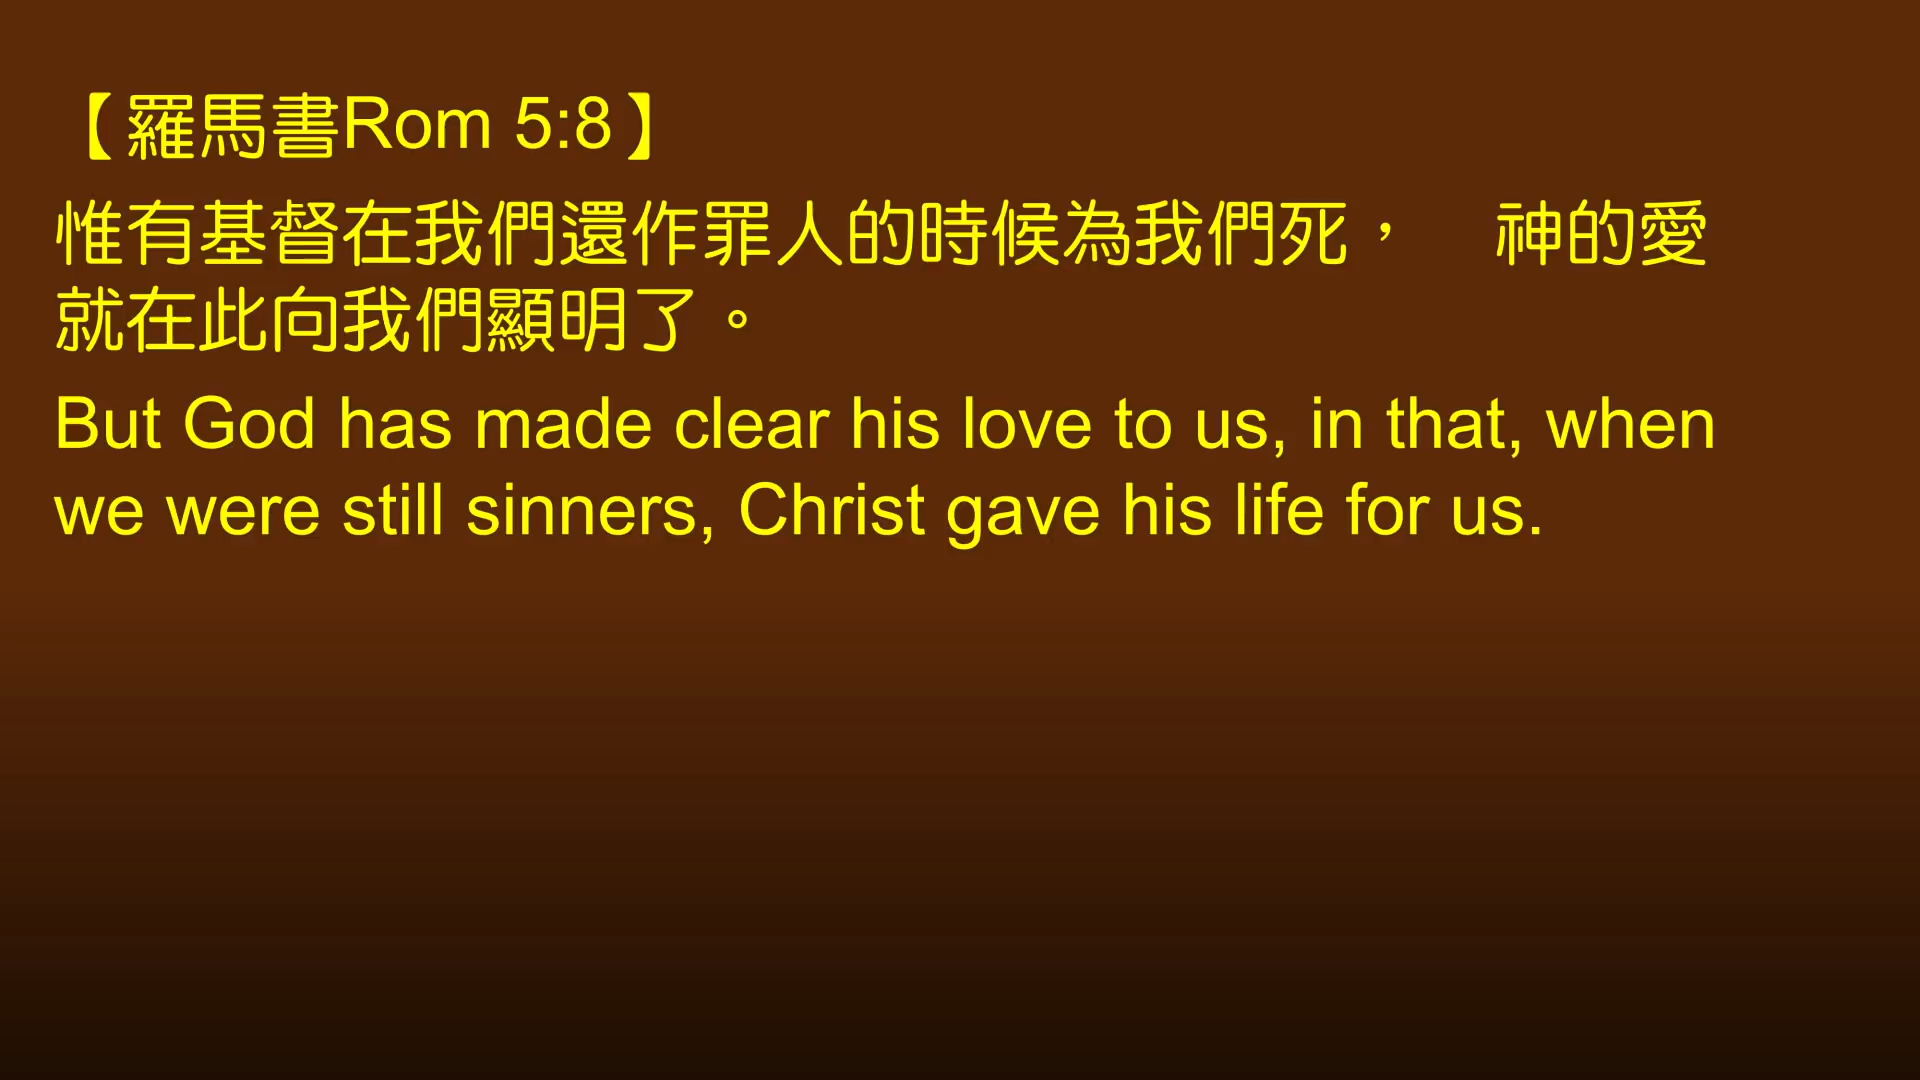 【羅馬書Rom 5:8】
惟有基督在我們還作罪人的時候為我們死，　神的愛
就在此向我們顯明了。
But God has made clear his love to us, in that, when
we were still sinners, Christ gave his life for us.